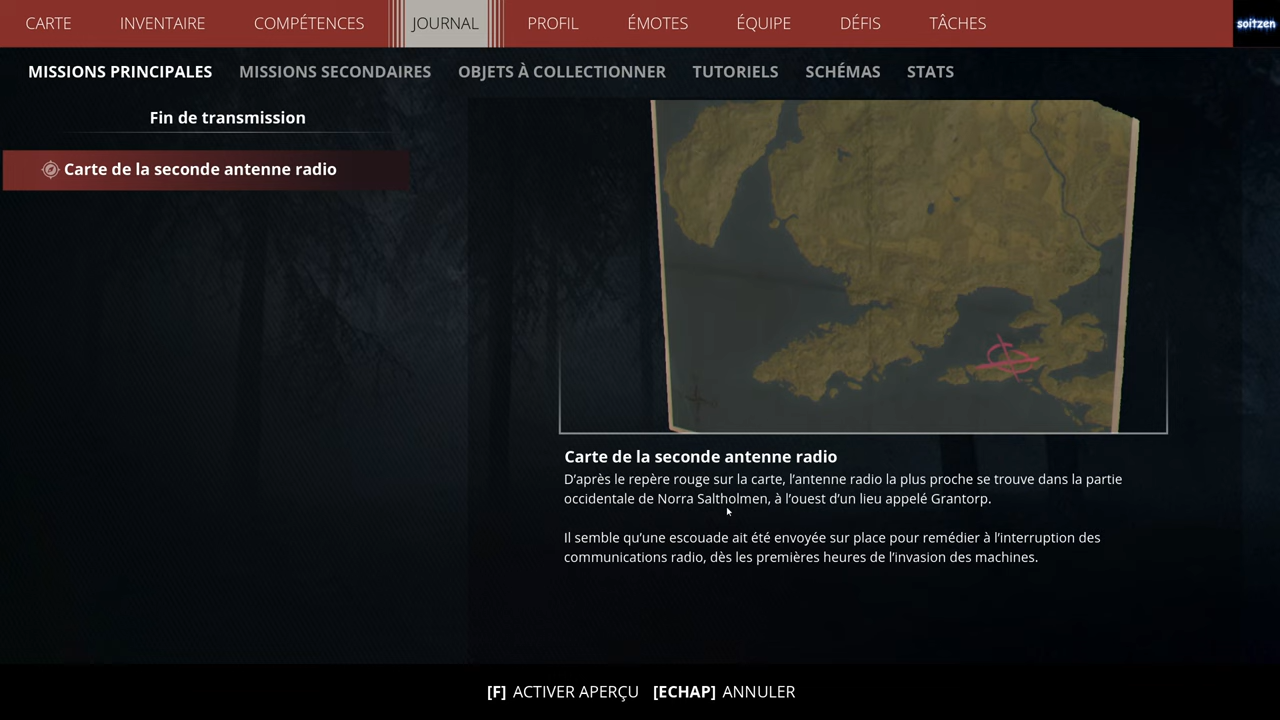 CARTE INVENTAIRE COMPÉTENCES JOURNAL PROFIL ÉMOTES ÉQUIPE DÉFIS TÂCHES soitzen
MISSIONS PRINCIPALES MISSIONS SECONDAIRES OBJETS À COLLECTIONNER TUTORIELS SCHÉMAS STATS
Fin de transmission
Carte de la seconde antenne radio
Carte de la seconde antenne radio
D’après le repère rouge sur la carte, l’antenne radio la plus proche se trouve dans la partie
occidentale de Norra Saltholmen, à l’ouest d’un lieu appelé Grantorp.
Il semble qu’une escouade ait été envoyée sur place pour remédier à l’interruption des
communications radio, dès les premières heures de l’invasion des machines.
[F] ACTIVER APERÇU [ECHAP] ANNULER